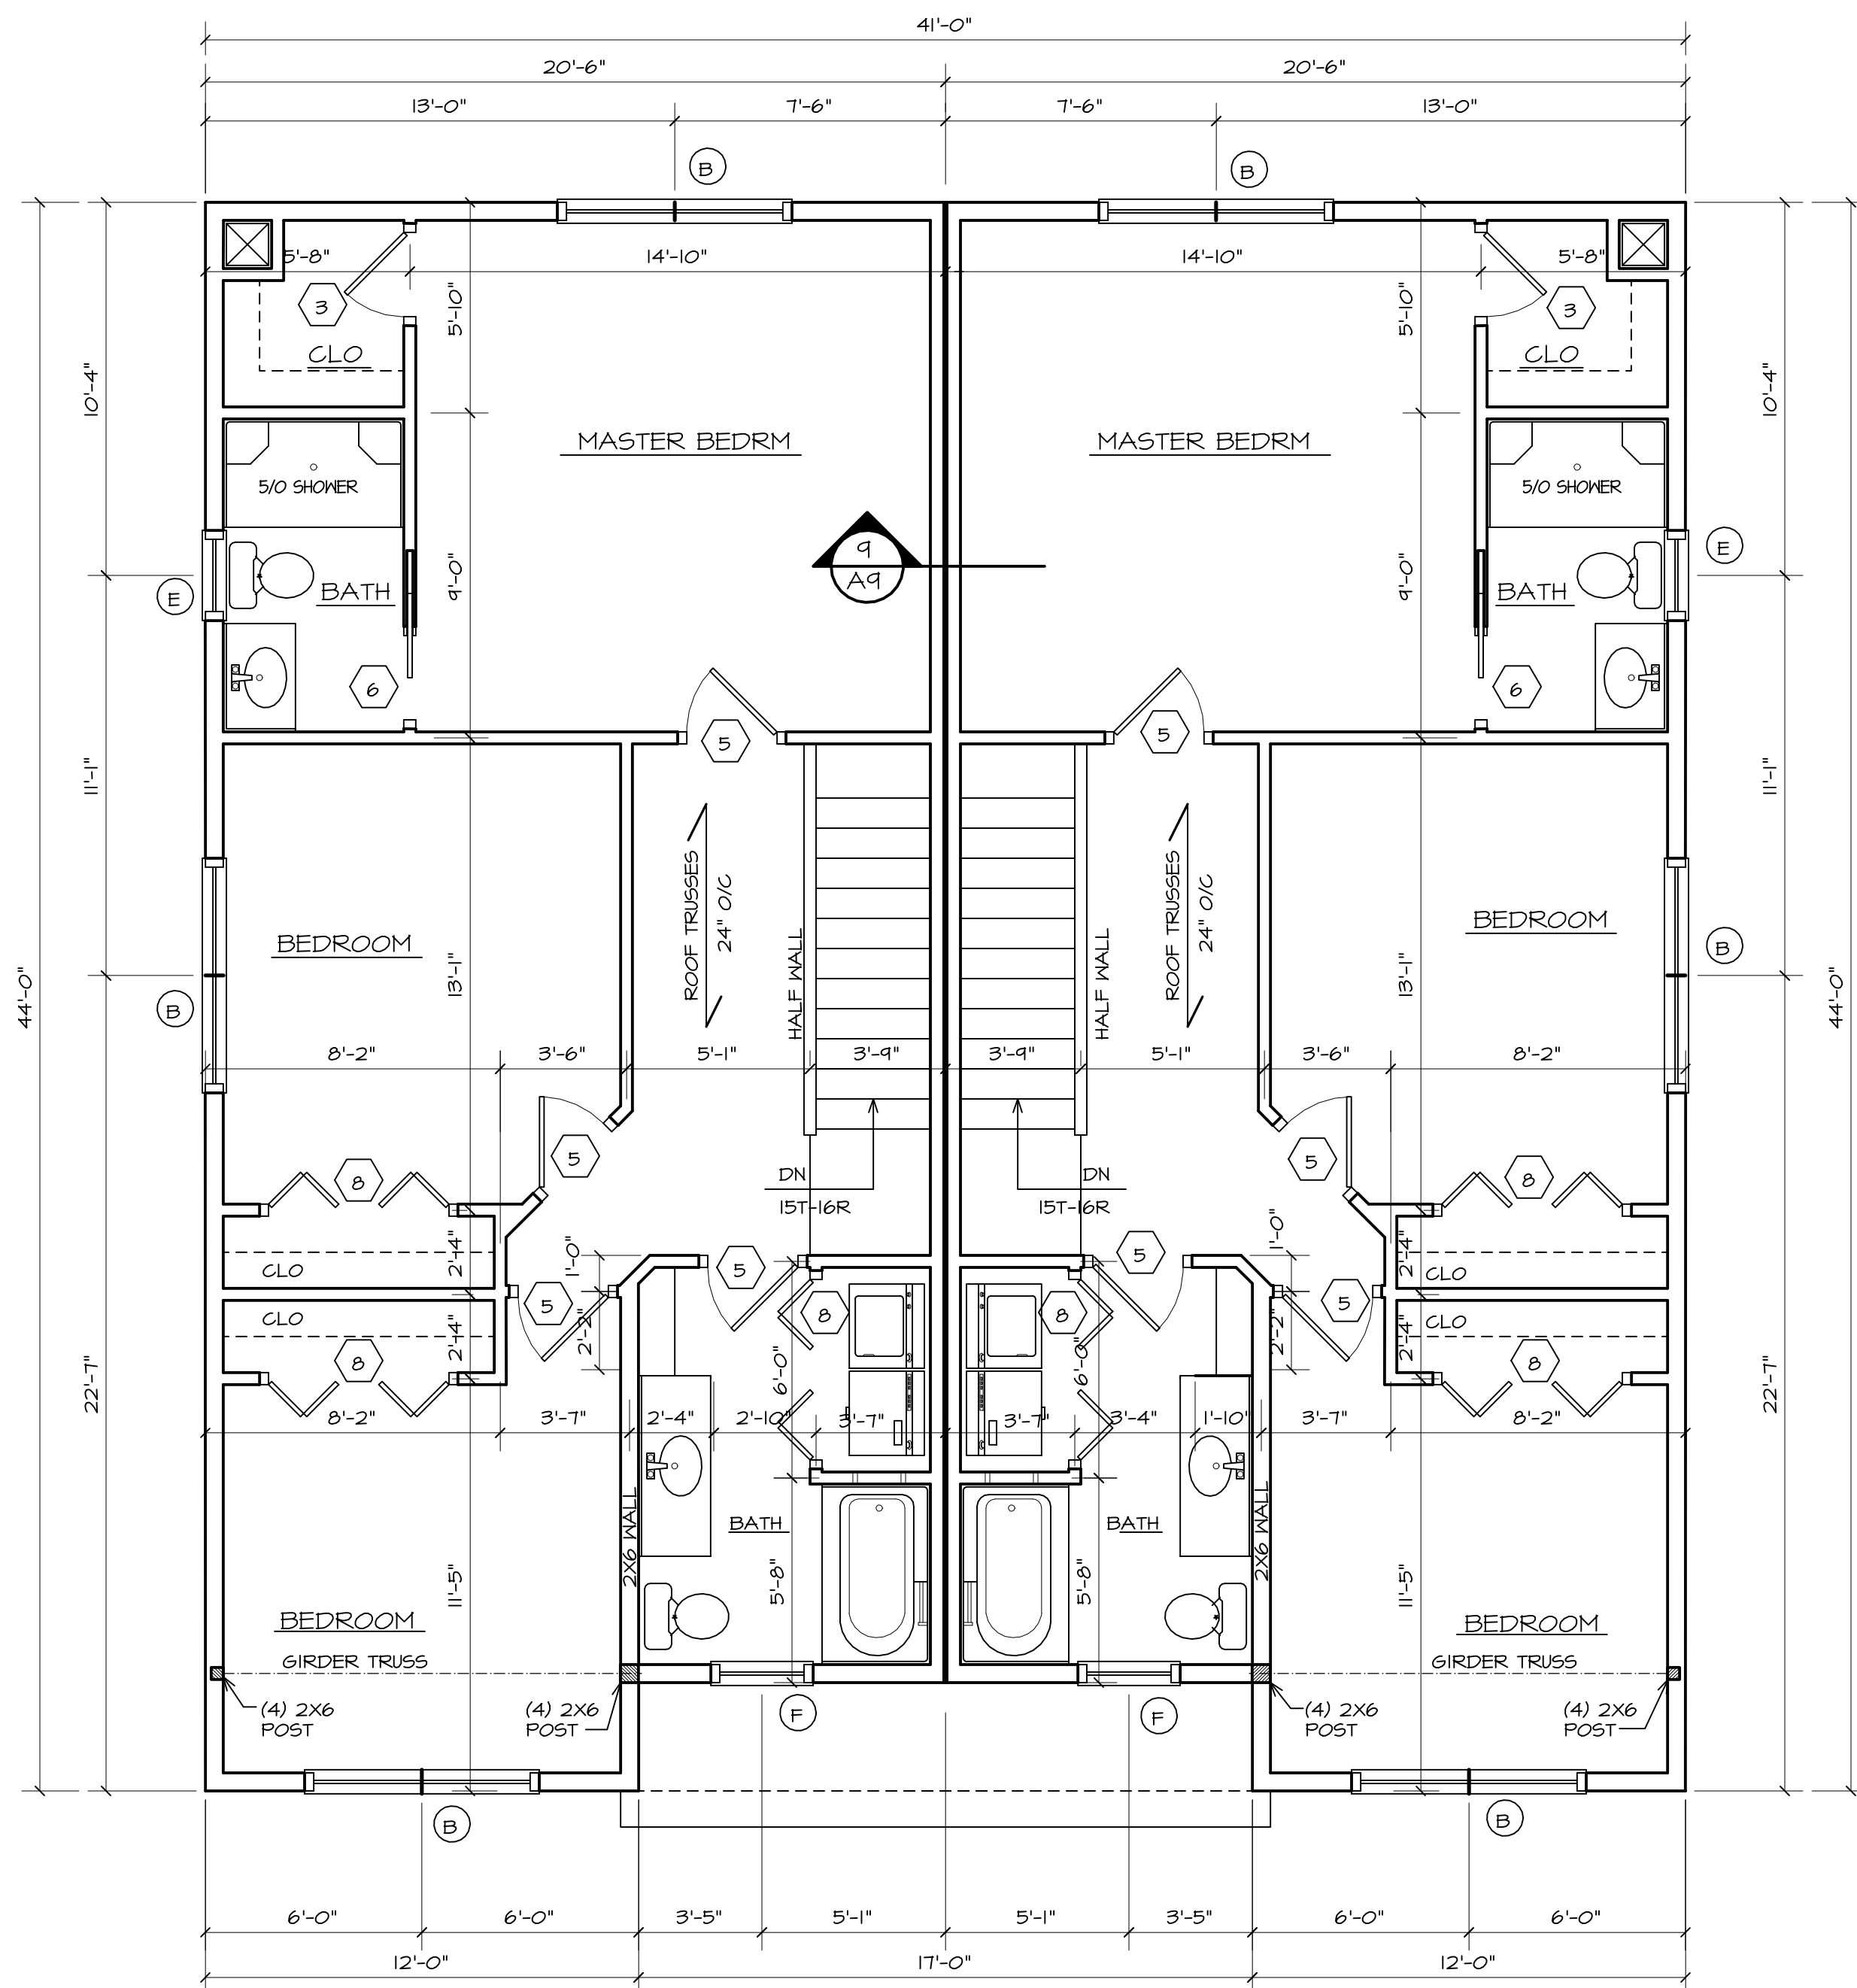 41'-0"
20'-6" 20'-6"
13'-0" 7'-6" 7'-6" 13'-0"
B B
5'-8" 14'-10" 14'-10" 5'-8"
3 5'-10" 5'-10" 3
CLO CLO
10'-4" 10'-4"
MASTER BEDRM MASTER BEDRM
5/0 SHOWER 5/0 SHOWER
9
A9
E BATH 9'-0" 9'-0" BATH E
6 6
5 5
11'-1" 11'-1"
ROOF TRUSSES
24" O/C
HALF WALL
HALF WALL
ROOF TRUSSES
24" O/C
BEDROOM BEDROOM
44'-0" B 13'-1" 13'-1" B 44'-0"
8'-2" 3'-6" 5'-1" 3'-9" 3'-9" 5'-1" 3'-6" 8'-2"
5 5
8 DN DN 8
15T-16R 15T-16R
CLO 2'-4" 1'-0" 5 5 1'-0" 2'-4" CLO
5 8 8 5
CLO 2'-4" 2'-2" 2'-2" 2'-4" CLO
8 6'-0" 6'-0" 8
22'-7" 22'-7"
8'-2" 3'-7" 2'-4" 2'-10" 3'-7" 3'-7" 3'-4" 1'-10" 3'-7" 8'-2"
2X6 WALL BATH BATH 2X6 WALL
11'-5" 5'-8" 5'-8" 11'-5"
BEDROOM BEDROOM
GIRDER TRUSS GIRDER TRUSS
(4) 2X6 (4) 2X6 F F (4) 2X6 (4) 2X6
POST POST POST POST
B B
6'-0" 6'-0" 3'-5" 5'-1" 5'-1" 3'-5" 6'-0" 6'-0"
12'-0" 17'-0" 12'-0"